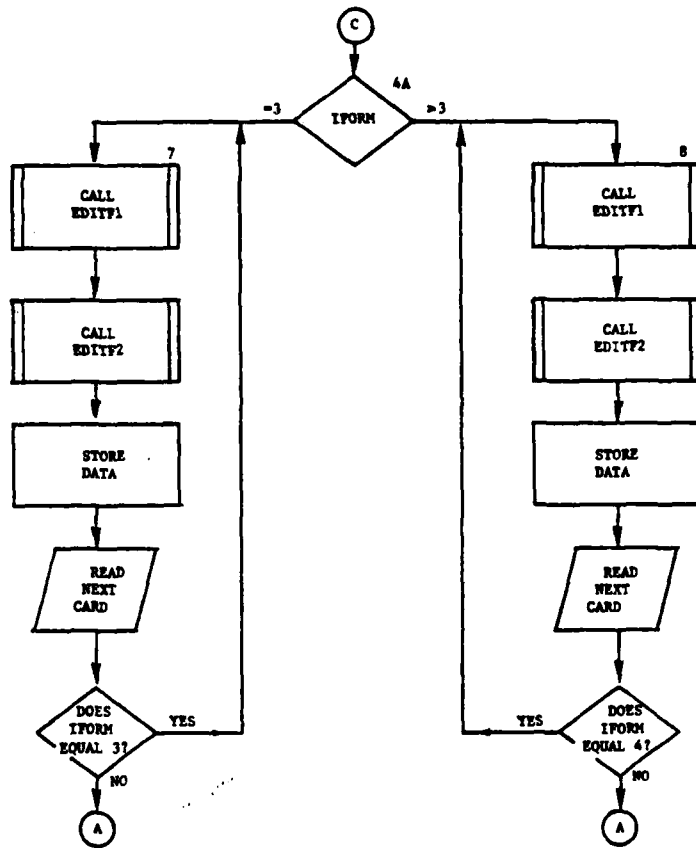 C
4A
=3
IFORM
>3
7
CALL
EDITF1
CALL
EDITF2
STORE
DATA
READ
NEXT
CARD
DOES
IFORM
EQUAL 3?
YES
NO
A
8
CALL
EDITF1
CALL
EDITF2
STORE
DATA
READ
NEXT
CARD
DOES
IFORM
EQUAL 4?
YES
NO
A